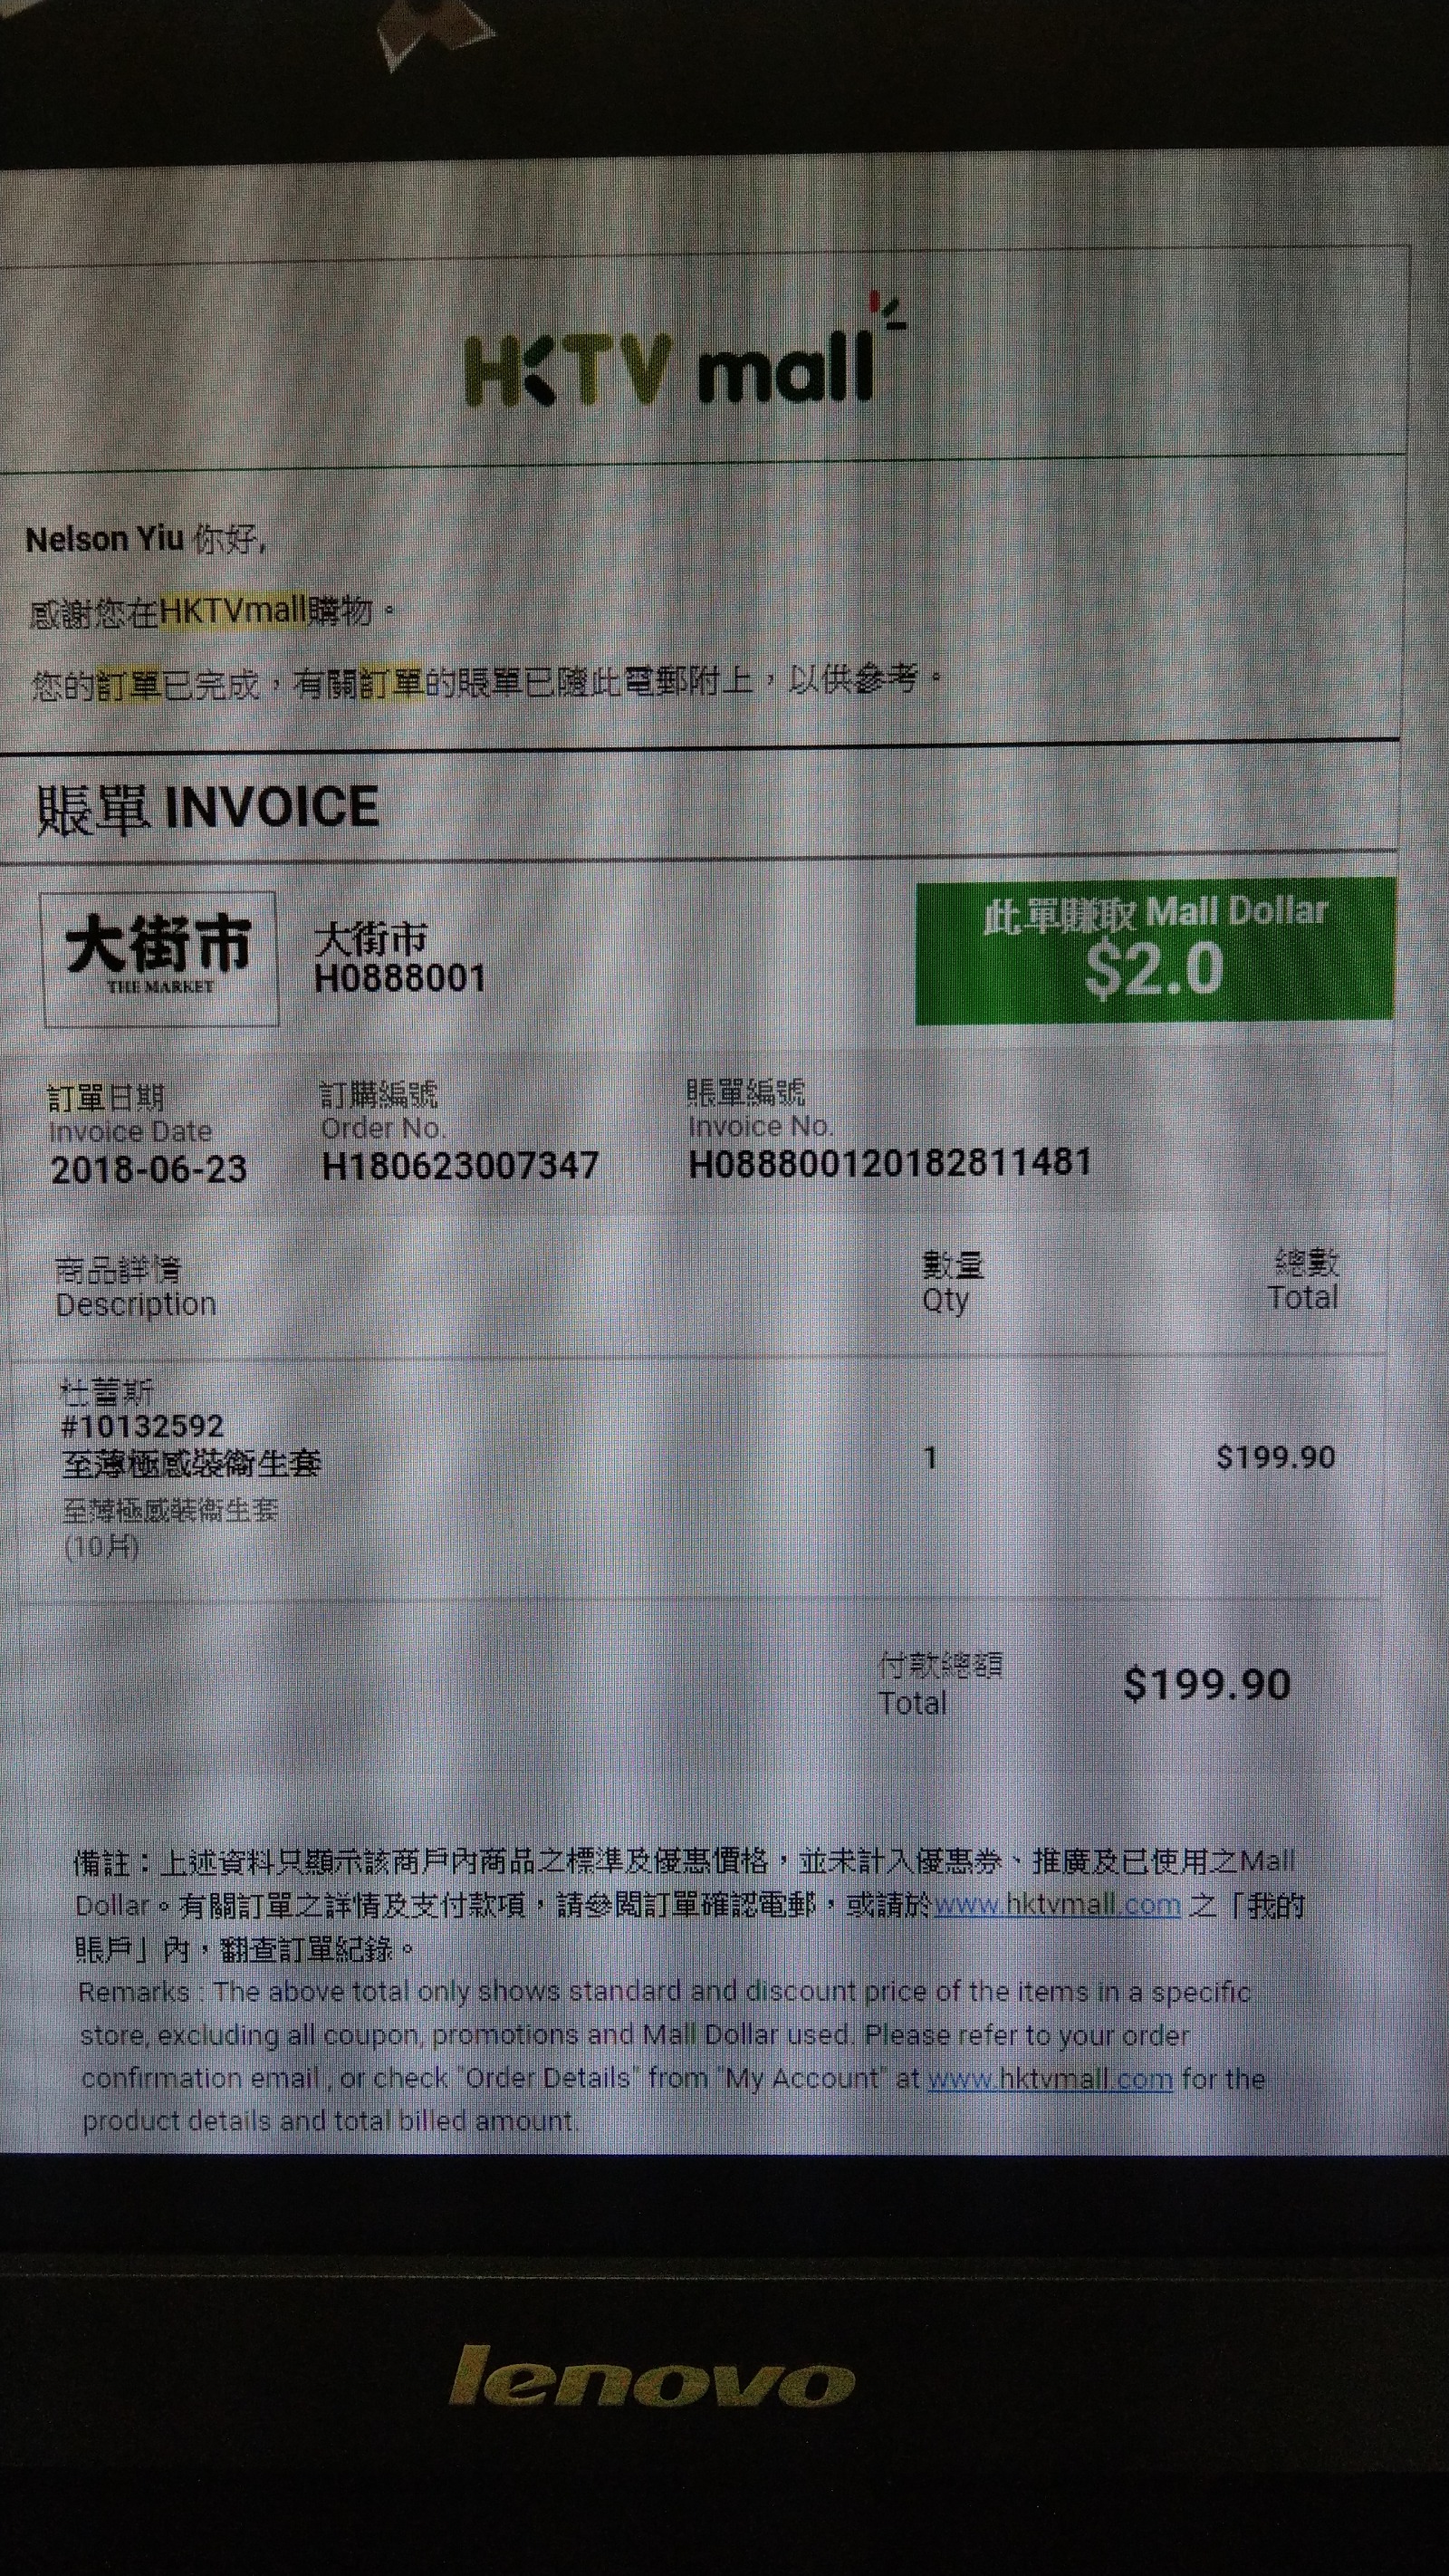 HKTV mall
Nelson Yiu 你好,
感謝您在HKTVmall購物。
您的訂單已完成，有關訂單的賬單已隨此電郵附上，以供參考。
賬單 INVOICE
大街市
THE MARKET
大街市
H0888001
此單賺取 Mall Dollar
$2.0
訂單日期 訂購編號 賬單編號
Invoice Date Order No. Invoice No.
2018-06-23 H180623007347 H088800120182811481
商品詳情 數量 總數
Description Qty Total
杜蕾斯
#10132592
至薄極感裝衞生套 1 $199.90
至薄極感裝衞生套
(10片)
付款總額
Total $199.90
備註：上述資料只顯示該商戶內商品之標準及優惠價格，並未計入優惠券、推廣及已使用之Mall
Dollar。有關訂單之詳情及支付款項，請參閱訂單確認電郵，或請於www.hktvmall.com 之「我的
賬戶」內，翻查訂單紀錄。
Remarks : The above total only shows standard and discount price of the items in a specific
store, excluding all coupon, promotions and Mall Dollar used. Please refer to your order
confirmation email , or check "Order Details" from "My Account" at www.hktvmall.com for the
product details and total billed amount.
lenovo